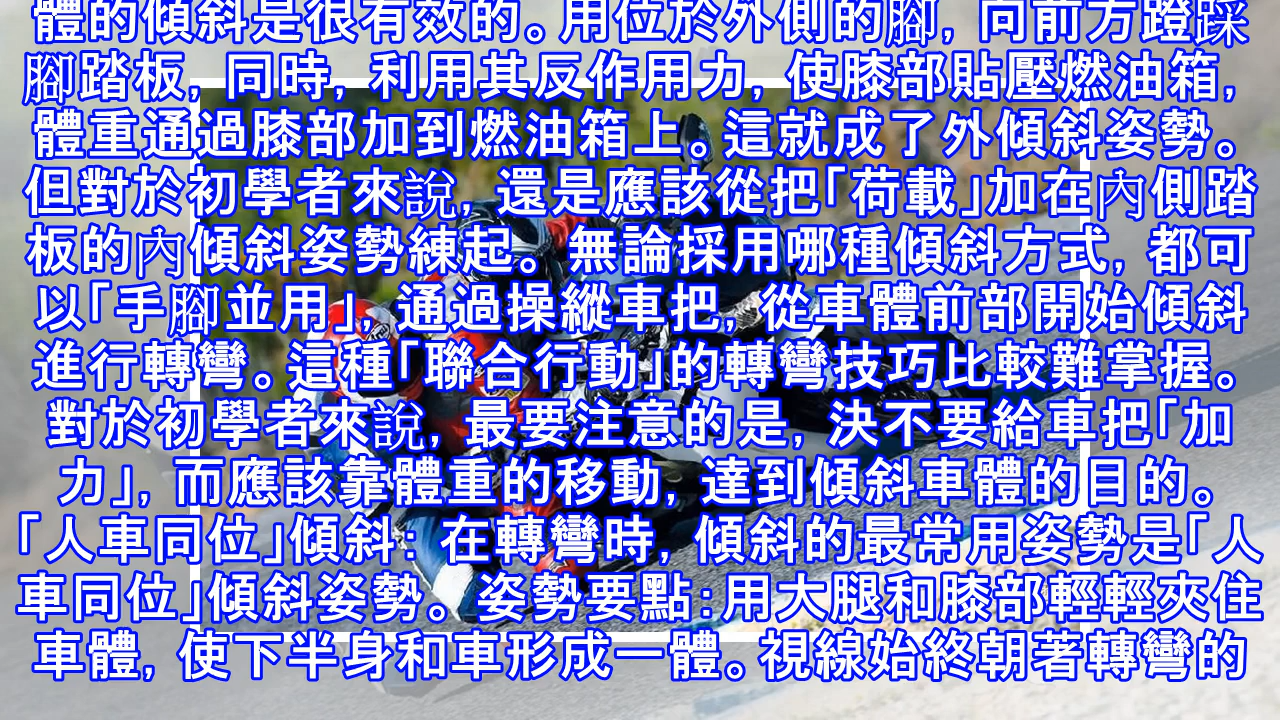 體的傾斜是很有效的。用位於外側的腳, 向前方蹬踩
腳踏板, 同時, 利用其反作用力, 使膝部貼壓燃油箱,
體重通過膝部加到燃油箱上。這就成了外傾斜姿勢。
但對於初學者來說, 還是應該從把「荷載」加在內側踏
板的內傾斜姿勢練起。 無論採用哪種傾斜方式, 都可
以「手腳並用」, 通過操縱車把, 從車體前部開始傾斜
進行轉彎。這種「聯合行動」的轉彎技巧比較難掌握。
對於初學者來說, 最要注意的是, 決不要給車把「加
力」, 而應該靠體重的移動, 達到傾斜車體的目的。
「人車同位」傾斜: 在轉彎時, 傾斜的最常用姿勢是「人
車同位」傾斜姿勢。 姿勢要點:用大腿和膝部輕輕夾住
車體, 使下半身和車形成一體。視線始終朝著轉彎的